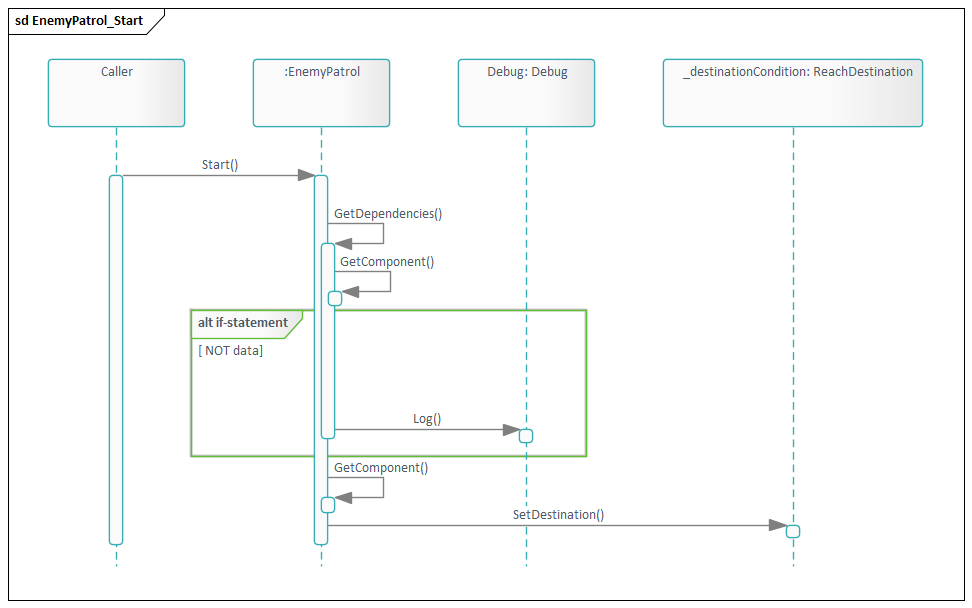 sd EnemyPatrol_Start
Caller
:EnemyPatrol
Debug: Debug
_destinationCondition: ReachDestination
Start()
GetDependencies()
GetComponent()
alt if-statement
[ NOT data]
Log()
GetComponent()
SetDestination()